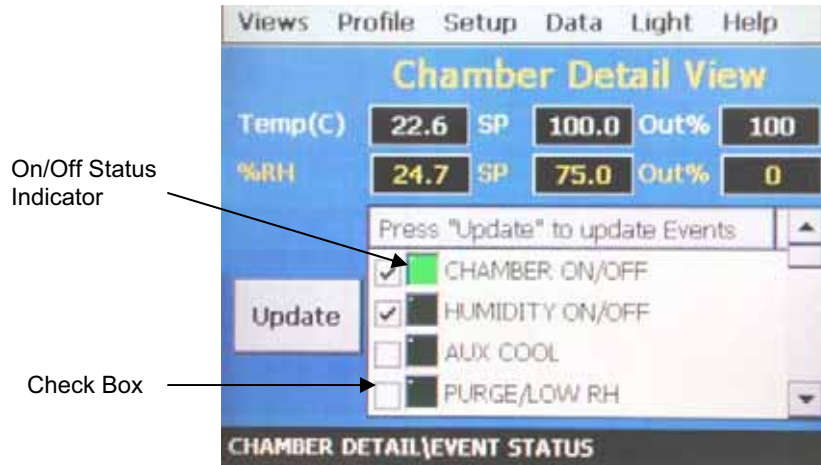 Views Profile Setup Data Light Help
Chamber Detail View
Temp(C) 22.6 SP 100.0 Out% 100
%RH 24.7 SP 75.0 Out% 0
On/Off Status
Indicator
Press "Update" to update Events
CHAMBER ON/OFF
Update
HUMIDITY ON/OFF
AUX COOL
Check Box
PURGE/LOW RH
CHAMBER DETAIL\EVENT STATUS